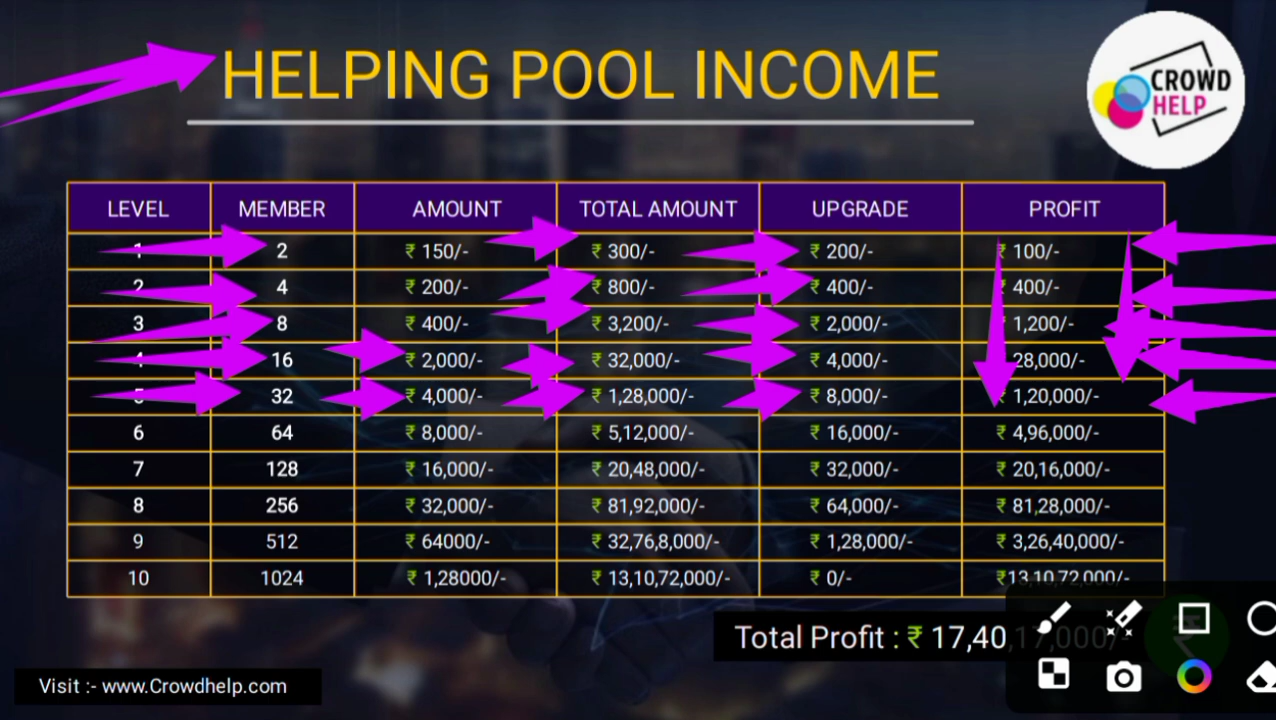 HELPING POOL INCOME
CROWD
HELP
LEVEL MEMBER AMOUNT TOTAL AMOUNT UPGRADE PROFIT
1 2 ₹ 150/- ₹ 300/- ₹ 200/- ₹ 100/-
2 4 ₹ 200/- ₹ 800/- ₹ 400/- ₹ 400/-
3 8 ₹ 400/- ₹ 3,200/- ₹ 2,000/- ₹ 1,200/-
4 16 ₹ 2,000/- ₹ 32,000/- ₹ 4,000/- 28,000/-
5 32 ₹ 4,000/- ₹ 1,28,000/- ₹ 8,000/- ₹ 1,20,000/-
6 64 ₹ 8,000/- ₹ 5,12,000/- ₹ 16,000/- ₹ 4,96,000/-
7 128 ₹ 16,000/- ₹ 20,48,000/- ₹ 32,000/- ₹ 20,16,000/-
8 256 ₹ 32,000/- ₹ 81,92,000/- ₹ 64,000/- ₹ 81,28,000/-
9 512 ₹ 64000/- ₹ 32,76,8,000/- ₹ 1,28,000/- ₹ 3,26,40,000/-
10 1024 ₹ 1,28000/- ₹ 13,10,72,000/- ₹ 0/- ₹13,10,72,000/-
Total Profit : ₹ 17,40,17,000/-
Visit :- www.Crowdhelp.com